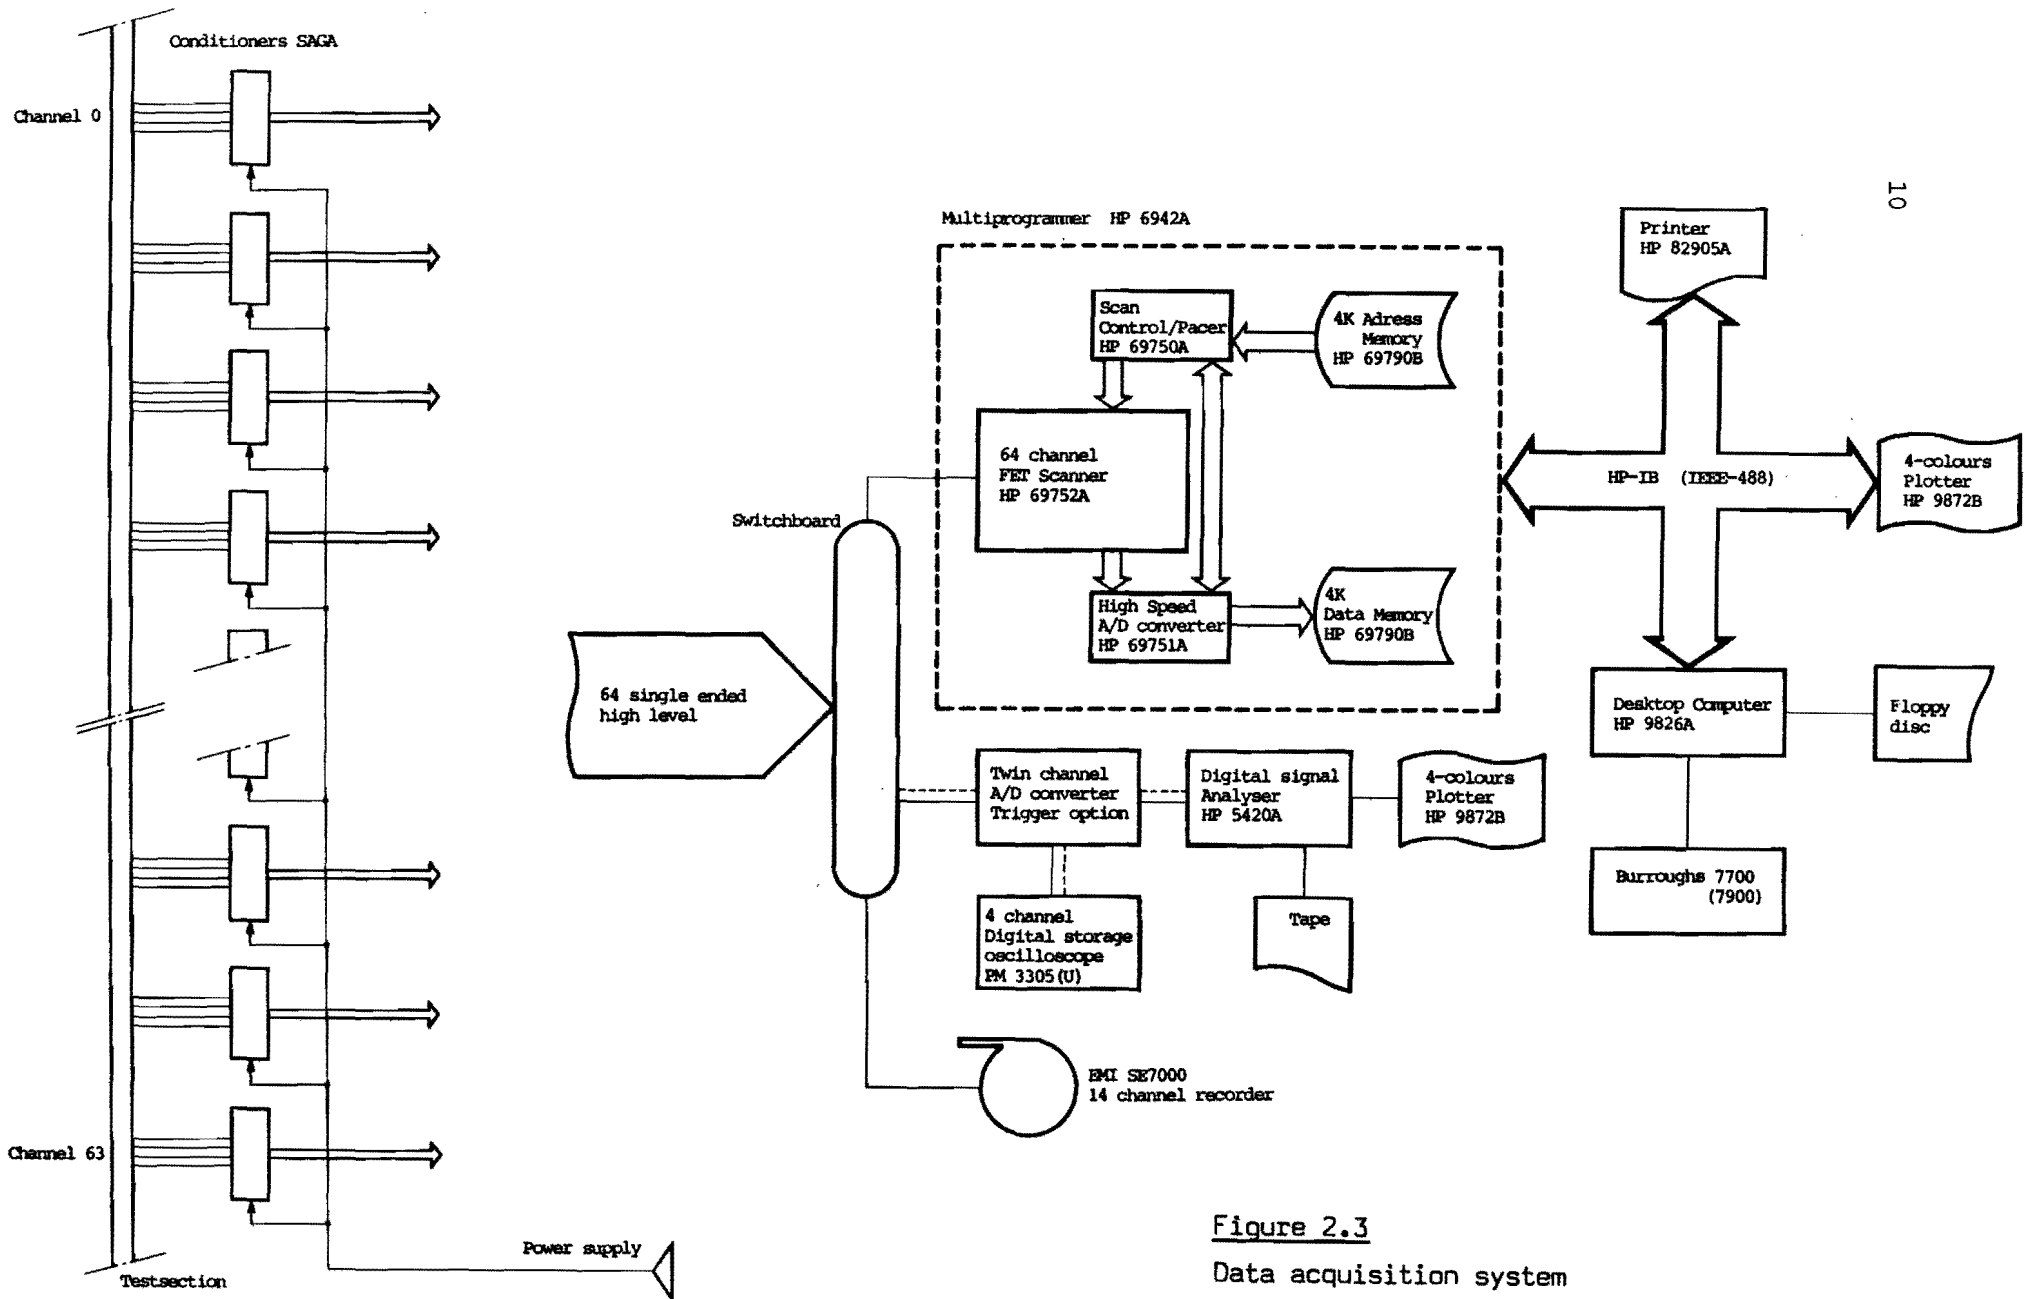 Conditioners SAGA
Channel 0
Channel 63
Testsection
Power supply
64 single ended
high level
Switchboard
Multiprogrammer HP 6942A
Scan
Control/Pacer
HP 69750A
4K Adress
Memory
HP 69790B
64 channel
FET Scanner
HP 69752A
High Speed
A/D converter
HP 69751A
4K
Data Memory
HP 69790B
Twin channel
A/D converter
Trigger option
Digital signal
Analyser
HP 5420A
4-colours
Plotter
HP 9872B
4 channel
Digital storage
oscilloscope
PM 3305(U)
Tape
EMI SE7000
14 channel recorder
10
Printer
HP 82905A
HP-IB (IEEE-488)
4-colours
Plotter
HP 9872B
Desktop Computer
HP 9826A
Floppy
disc
Burroughs 7700
(7900)
Figure 2.3
Data acquisition system